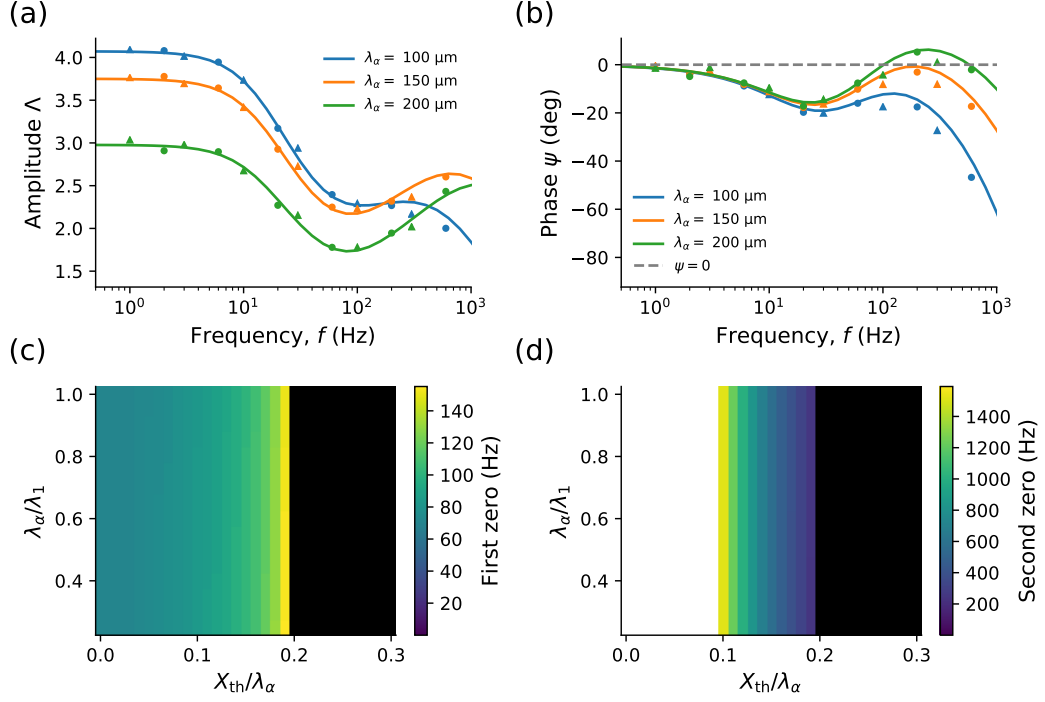 (a)
Amplitude Λ
4.0
3.5
3.0
2.5
2.0
1.5
λα = 100 μm
λα = 150 μm
λα = 200 μm
10⁰ 10¹ 10² 10³
Frequency, f (Hz)
(b)
Phase ψ (deg)
0
−20
−40
−60
−80
λα = 100 μm
λα = 150 μm
λα = 200 μm
ψ = 0
10⁰ 10¹ 10² 10³
Frequency, f (Hz)
(c)
λα/λ1
1.0
0.8
0.6
0.4
0.0 0.1 0.2 0.3
Xth/λα
140
120
100
80
60
40
20
First zero (Hz)
(d)
λα/λ1
1.0
0.8
0.6
0.4
0.0 0.1 0.2 0.3
Xth/λα
1400
1200
1000
800
600
400
200
Second zero (Hz)